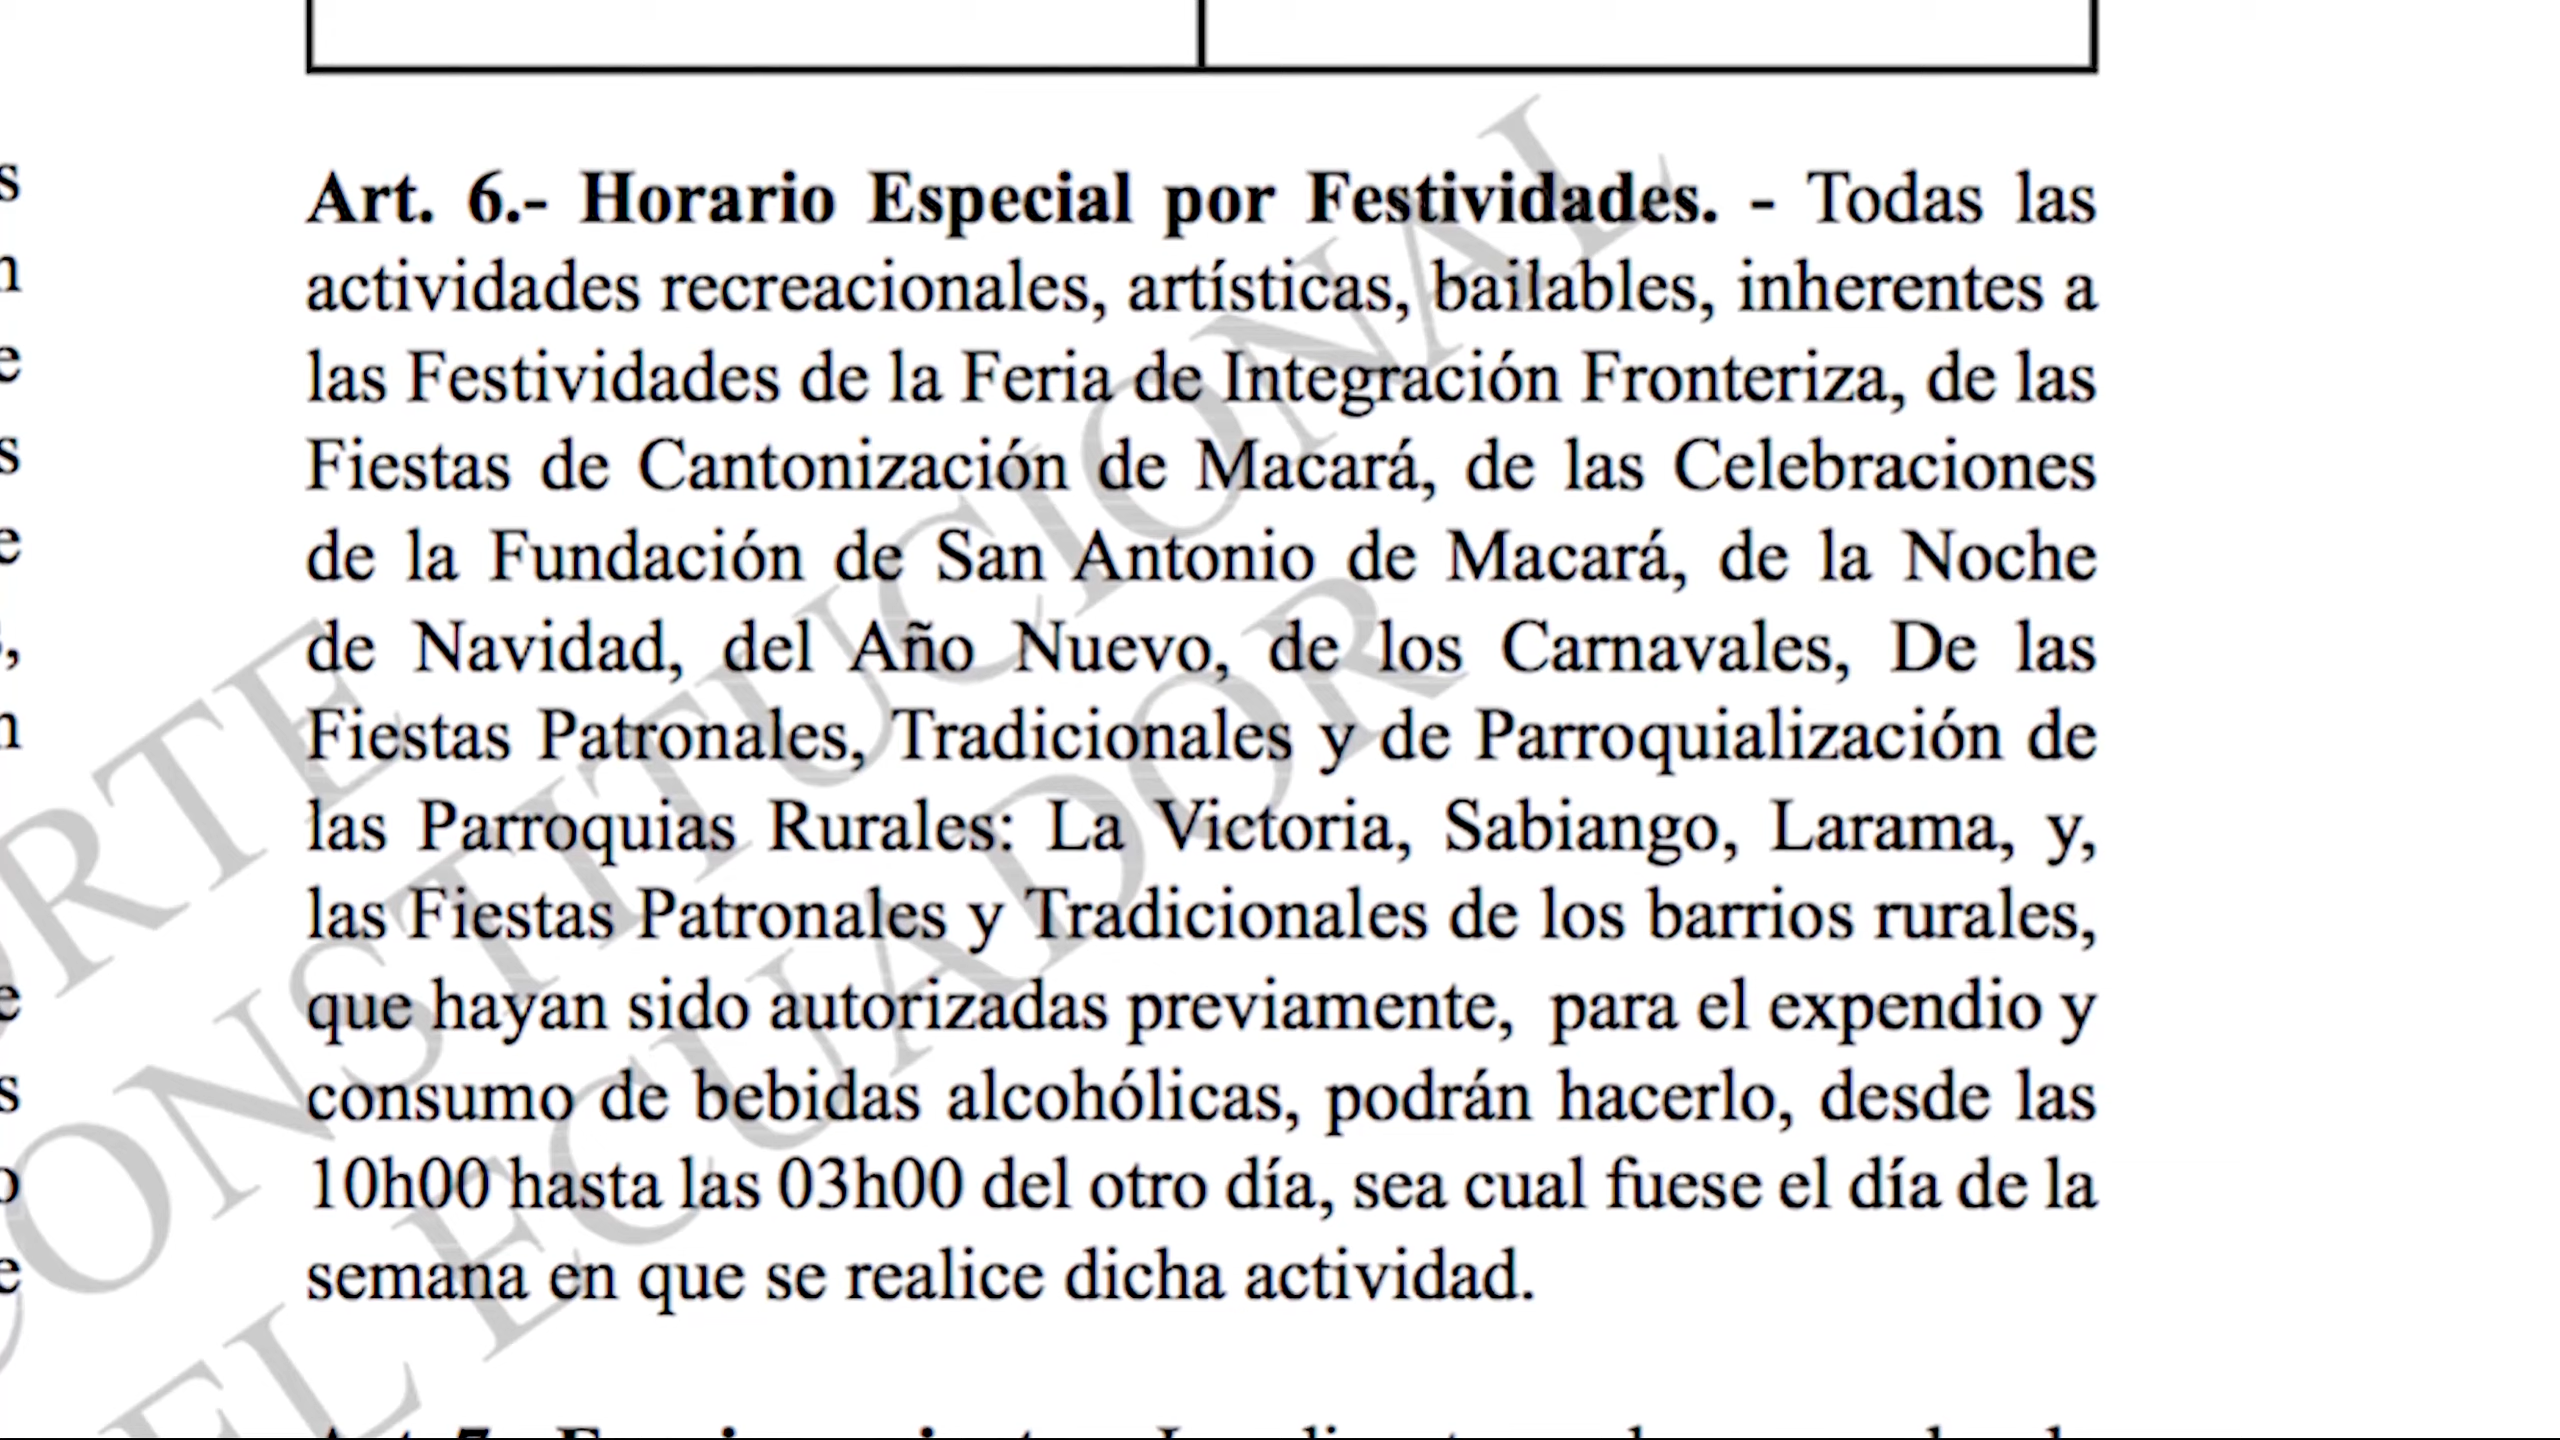 Art. 6.- Horario Especial por Festividades. - Todas las
actividades recreacionales, artísticas, bailables, inherentes a
las Festividades de la Feria de Integración Fronteriza, de las
Fiestas de Cantonización de Macará, de las Celebraciones
de la Fundación de San Antonio de Macará, de la Noche
de Navidad, del Año Nuevo, de los Carnavales, De las
Fiestas Patronales, Tradicionales y de Parroquialización de
las Parroquias Rurales: La Victoria, Sabiango, Larama, y,
las Fiestas Patronales y Tradicionales de los barrios rurales,
que hayan sido autorizadas previamente, para el expendio y
consumo de bebidas alcohólicas, podrán hacerlo, desde las
10h00 hasta las 03h00 del otro día, sea cual fuese el día de la
semana en que se realice dicha actividad.
CONSTITUCIONAL
EL ECUADOR